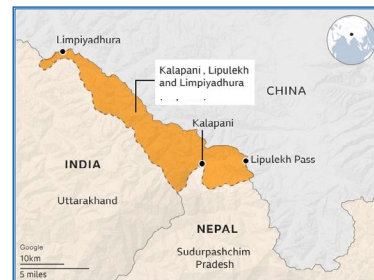 Limpiyadhura
Kalapani, Lipulekh
and Limpiyadhura
CHINA
Kalapani
Lipulekh Pass
INDIA
Uttarakhand
NEPAL
Sudurpashchim
Pradesh
Google
10km
5 miles